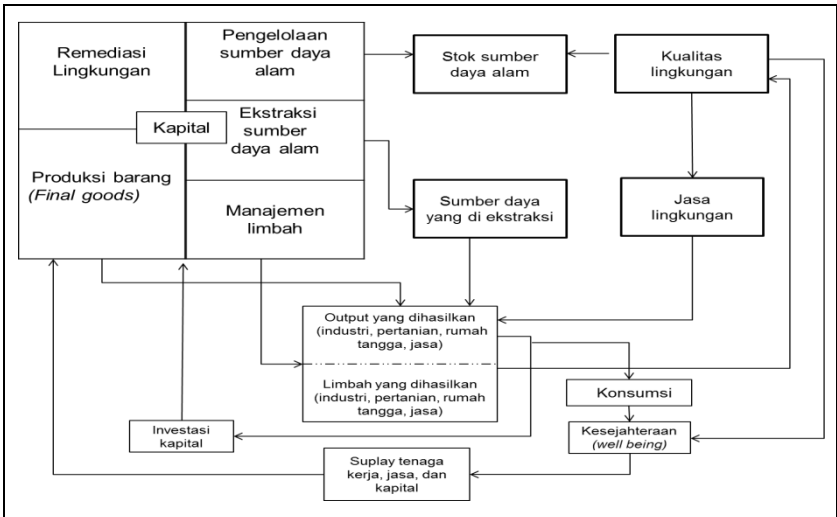 Remediasi
Lingkungan
Pengelolaan
sumber daya
alam
Stok sumber
daya alam
Kualitas
lingkungan
Kapital
Ekstraksi
sumber
daya alam
Produksi barang
(Final goods)
Manajemen
limbah
Sumber daya
yang di ekstraksi
Jasa
lingkungan
Output yang dihasilkan
(industri, pertanian, rumah
tangga, jasa)
Limbah yang dihasilkan
(industri, pertanian, rumah
tangga, jasa)
Konsumsi
Investasi
kapital
Kesejahteraan
(well being)
Suplay tenaga
kerja, jasa, dan
kapital